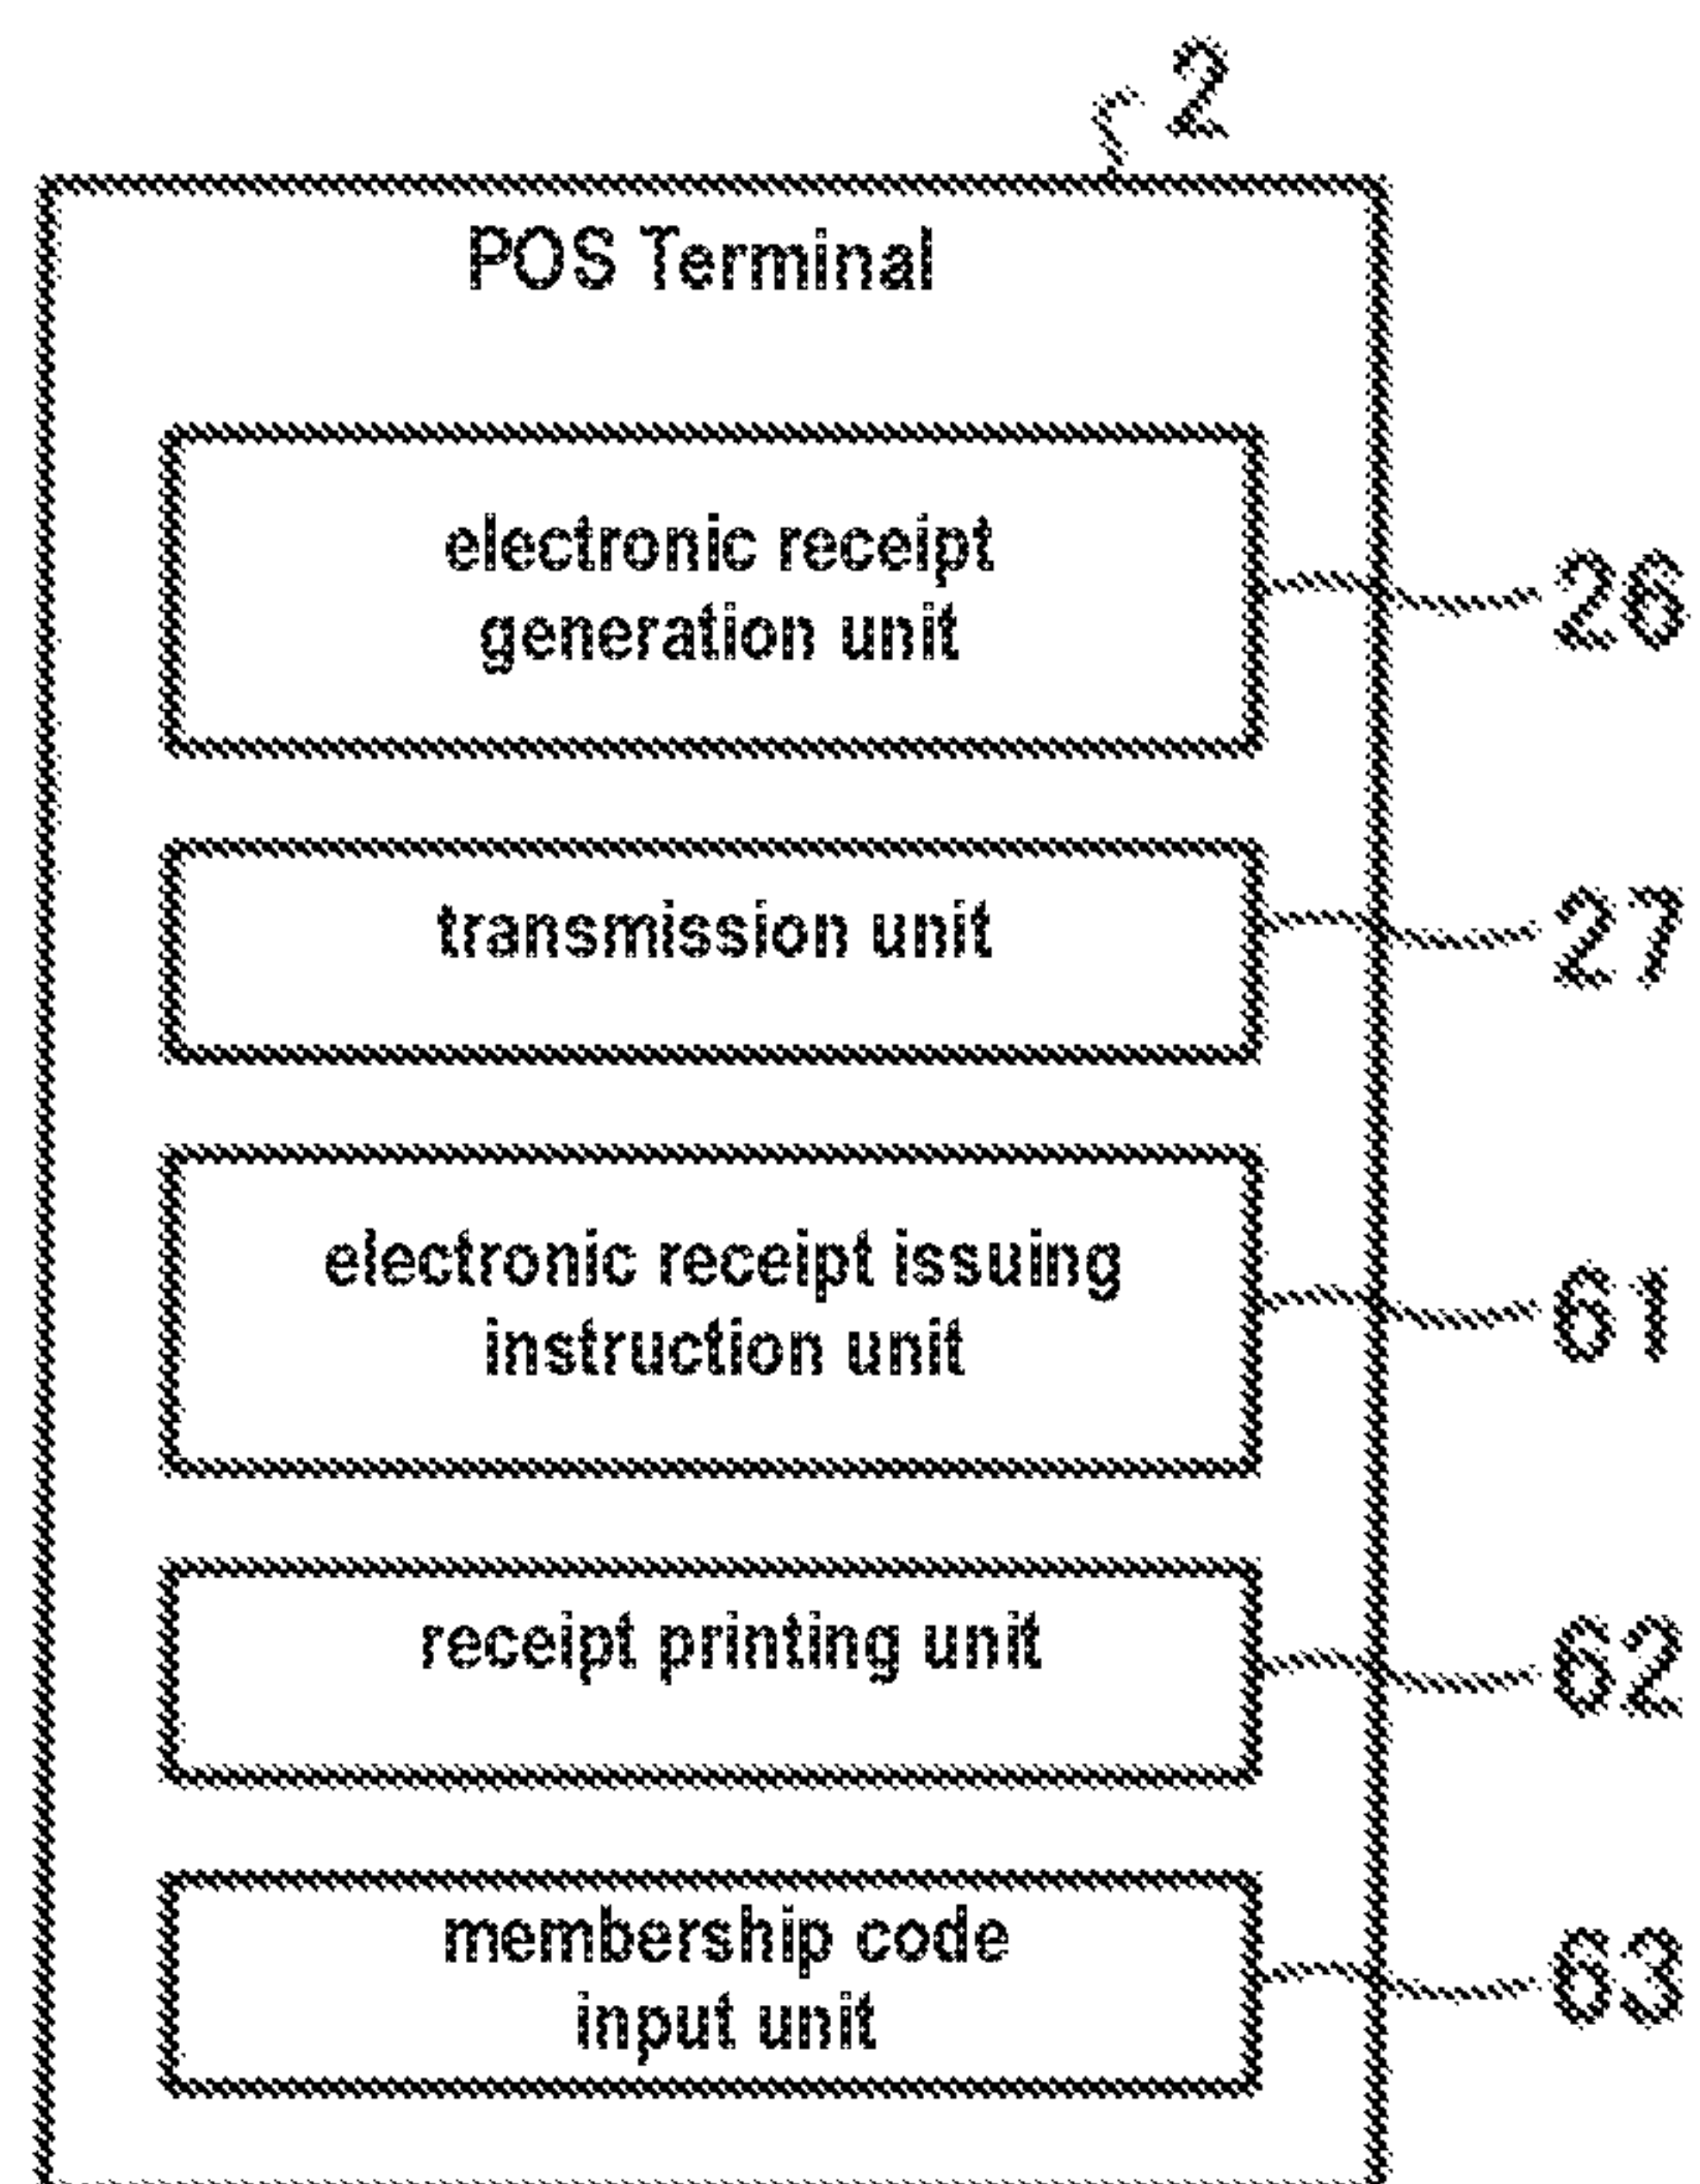 2
POS Terminal
electronic receipt
generation unit
26
transmission unit
27
electronic receipt issuing
instruction unit
61
receipt printing unit
62
membership code
input unit
63